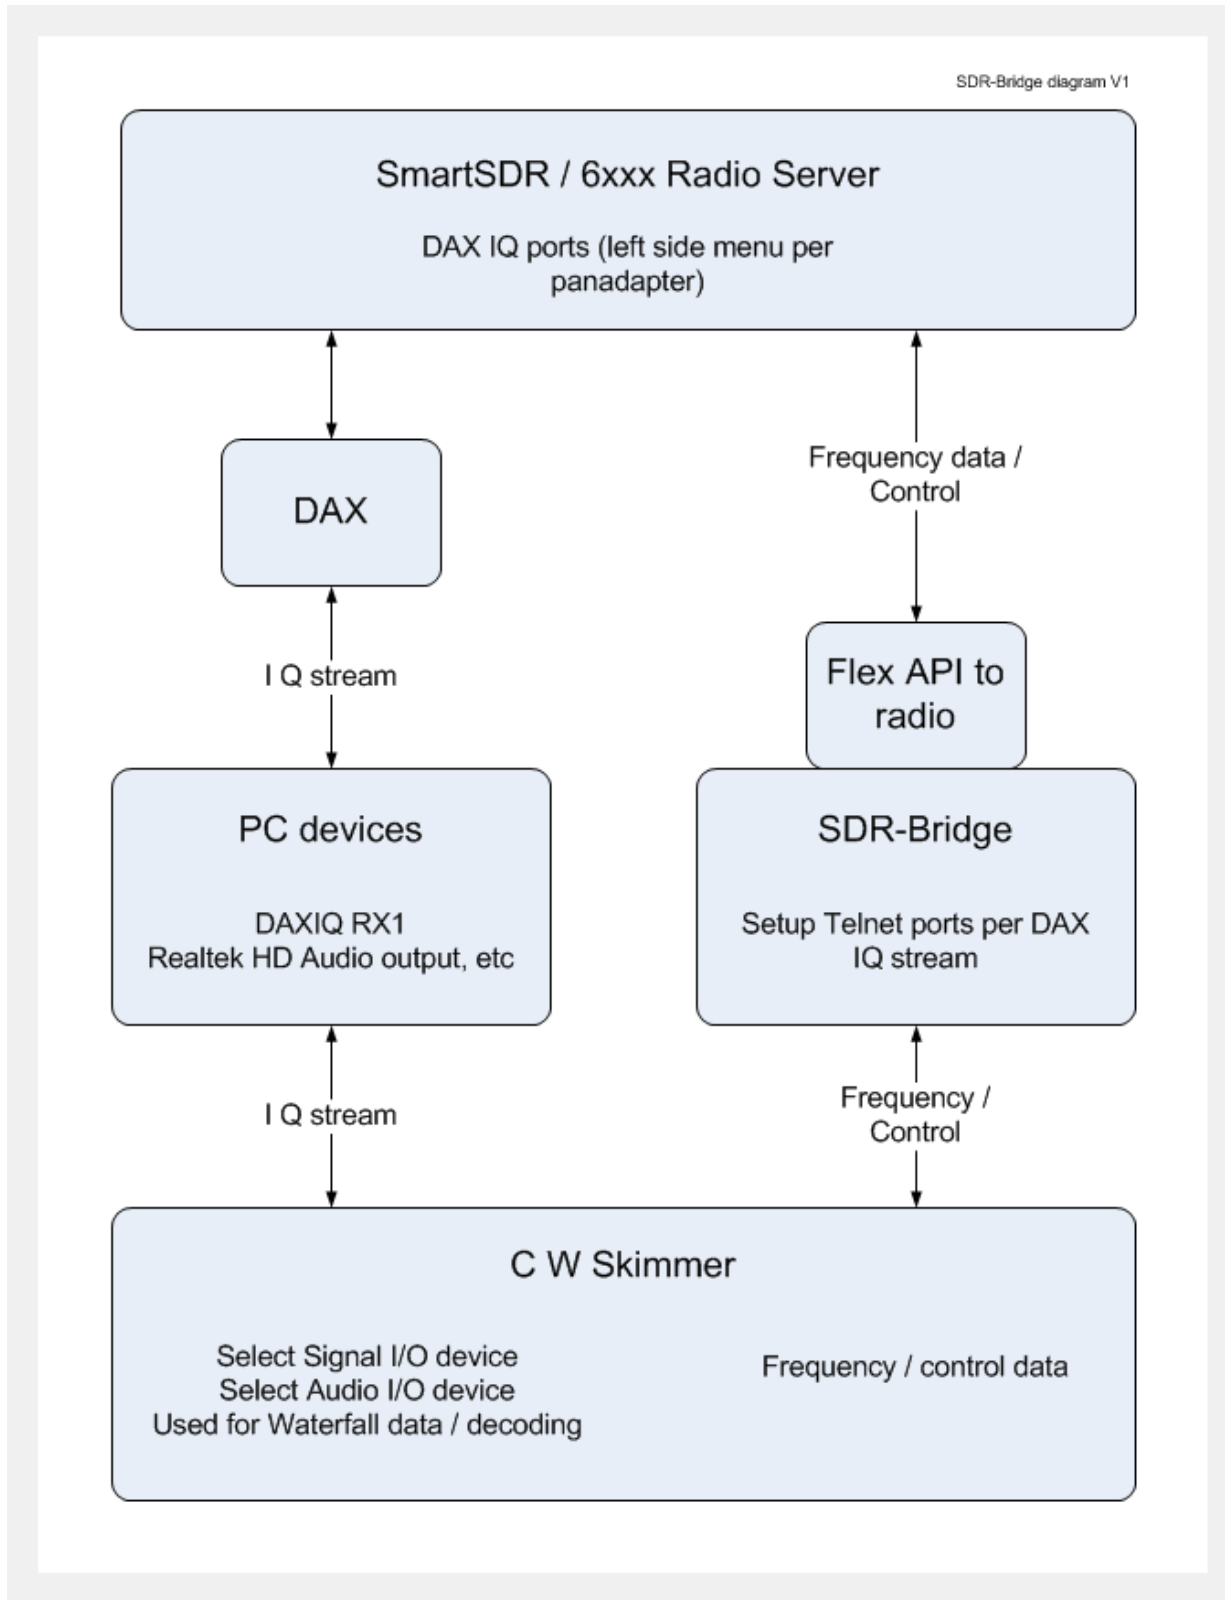 SDR-Bridge diagram V1
SmartSDR / 6xxx Radio Server
DAX IQ ports (left side menu per
panadapter)
Frequency data /
Control
DAX
I Q stream
Flex API to
radio
PC devices
DAXIQ RX1
Realtek HD Audio output, etc
SDR-Bridge
Setup Telnet ports per DAX
IQ stream
I Q stream
Frequency /
Control
C W Skimmer
Select Signal I/O device
Select Audio I/O device
Used for Waterfall data / decoding
Frequency / control data